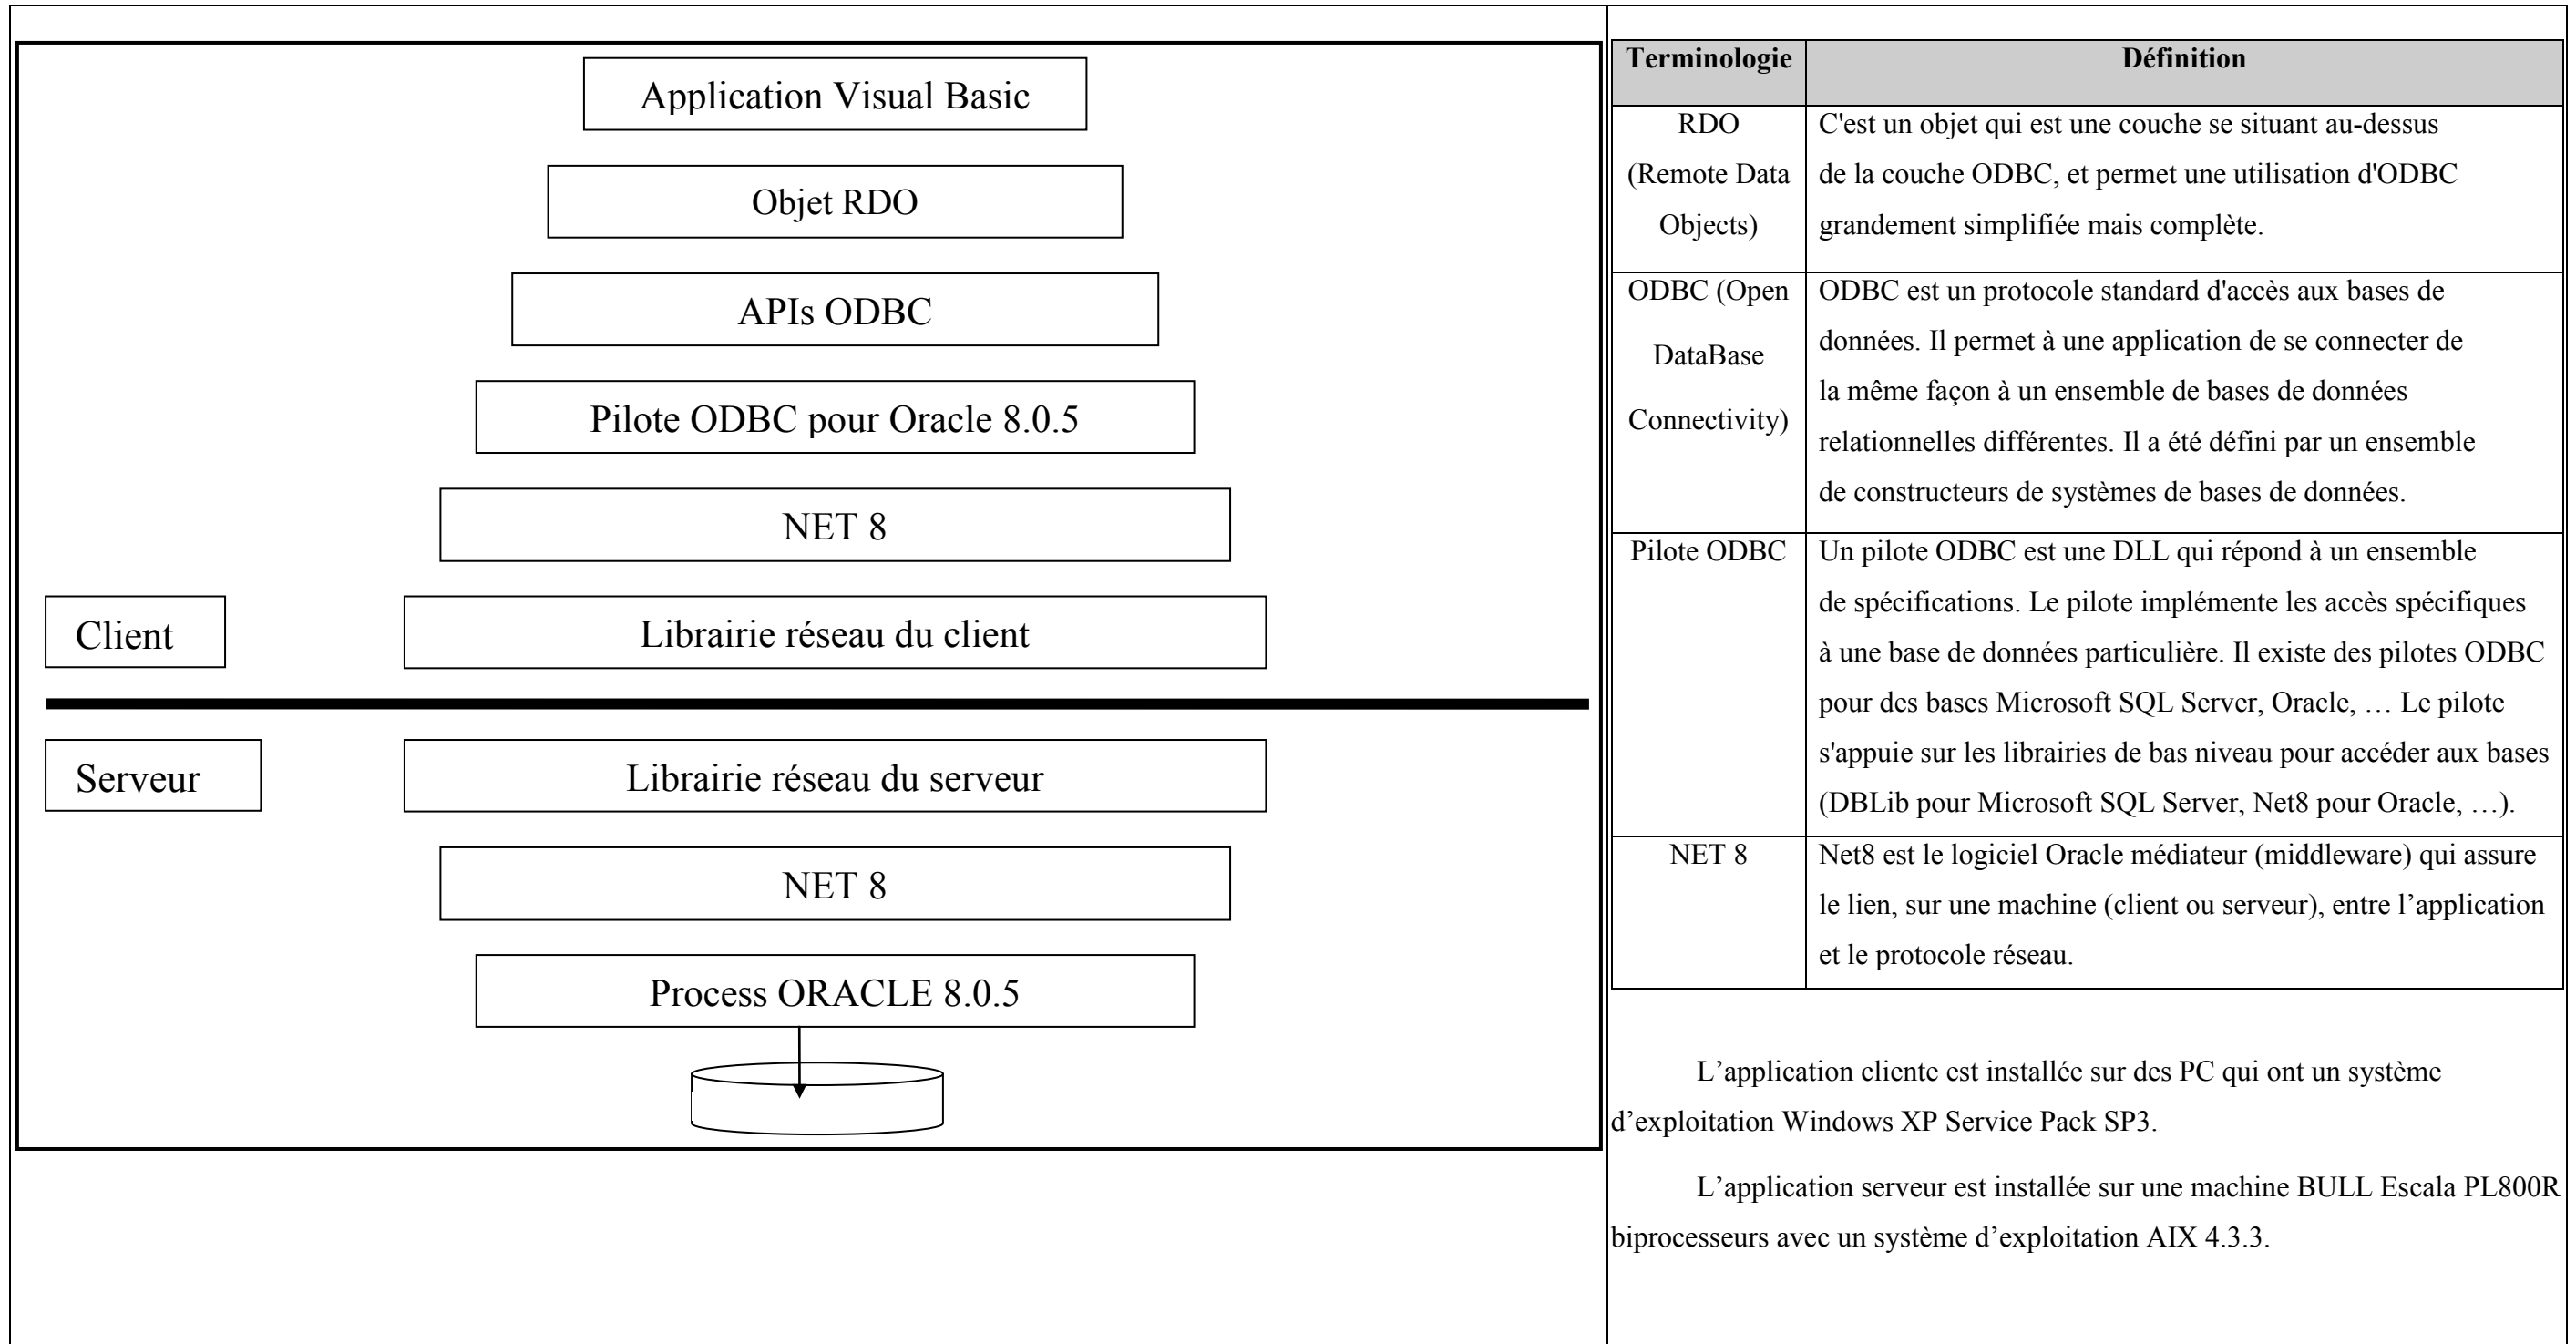 Application Visual Basic
Objet RDO
APIs ODBC
Pilote ODBC pour Oracle 8.0.5
NET 8
Client
Librairie réseau du client
Serveur
Librairie réseau du serveur
NET 8
Process ORACLE 8.0.5
Terminologie Définition
RDO
(Remote Data
Objects)
C'est un objet qui est une couche se situant au-dessus
de la couche ODBC, et permet une utilisation d'ODBC
grandement simplifiée mais complète.
ODBC (Open
DataBase
Connectivity)
ODBC est un protocole standard d'accès aux bases de
données. Il permet à une application de se connecter de
la même façon à un ensemble de bases de données
relationnelles différentes. Il a été défini par un ensemble
de constructeurs de systèmes de bases de données.
Pilote ODBC
Un pilote ODBC est une DLL qui répond à un ensemble
de spécifications. Le pilote implémente les accès spécifiques
à une base de données particulière. Il existe des pilotes ODBC
pour des bases Microsoft SQL Server, Oracle, … Le pilote
s'appuie sur les librairies de bas niveau pour accéder aux bases
(DBLib pour Microsoft SQL Server, Net8 pour Oracle, …).
NET 8
Net8 est le logiciel Oracle médiateur (middleware) qui assure
le lien, sur une machine (client ou serveur), entre l’application
et le protocole réseau.
L’application cliente est installée sur des PC qui ont un système
d’exploitation Windows XP Service Pack SP3.
L’application serveur est installée sur une machine BULL Escala PL800R
biprocesseurs avec un système d’exploitation AIX 4.3.3.